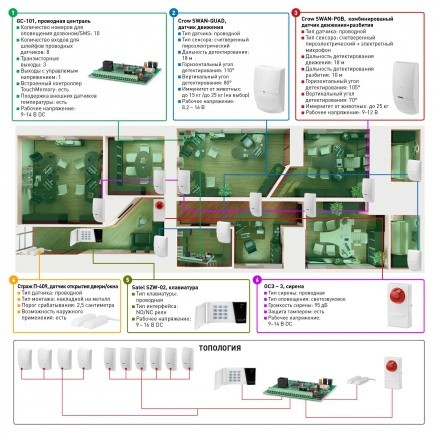 1
GC-101, проводная централь
• Количество номеров для
оповещения дозвоном/SMS: 10
• Количество входов для
шлейфов проводных
датчиков: 8
• Транзисторные
выходы: 3
• Выходы с управляемым
напряжением: 1
• Встроенный контроллер
TouchMemory: есть
• Поддержка внешних датчиков
температуры: есть
• Рабочее напряжение:
9-14 В DC
2
Crow SWAN-QUAD,
датчик движения
• Тип датчика: проводной
• Тип сенсора: счетверенный
пироэлектрический
• Дальность детектирования:
18 м
• Горизонтальный угол
детектирования: 110°
• Вертикальный угол
детектирования: 70°
• Иммунитет от животных:
до 15 кг/до 25 кг (на выбор)
• Рабочее напряжение:
8,2 – 16 В
3
Crow SWAN-PGB, комбинированный
датчик движения+разбития
• Тип датчика: проводной
• Тип сенсора: счетверенный
пироэлектрический + электретный
микрофон
• Дальность детектирования
движения: 18 м
• Дальность детектирования
разбития: 10 м
• Горизонтальный угол
детектирования: 105°
• Вертикальный угол
детектирования: 70°
• Иммунитет от животных: до 25 кг
• Рабочее напряжение: 9-12 В
4
Страж П-409, датчик открытия двери/окна
• Тип датчика: проводной
• Тип монтажа: накладной на металл
• Порог срабатывания: 2,5 сантиметра
• Возможность наружного
применения: есть
5
Satel SZW-02, клавиатура
• Тип клавиатуры:
проводная
• Тип интерфейса:
NO/NC реле
• Рабочее напряжение:
9 – 16 В DC
6
ОСЗ – 3, сирена
• Тип сирены: проводная
• Тип оповещения: светозвуковое
• Громкость сирены: 95 дБ
• Защита тампером: есть
• Рабочее напряжение:
9-14 В DC
ТОПОЛОГИЯ